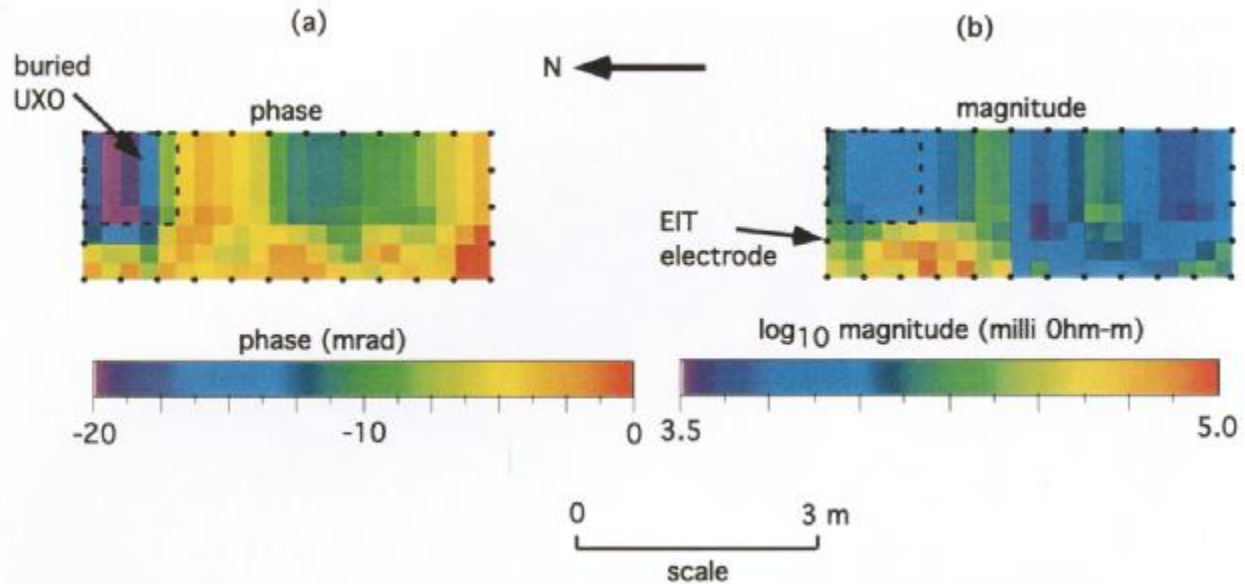 (a)
(b)
buried
UXO
N
phase
magnitude
EIT
electrode
phase (mrad)
log10 magnitude (milli Ohm-m)
-20
-10
0
3.5
5.0
0
3 m
scale